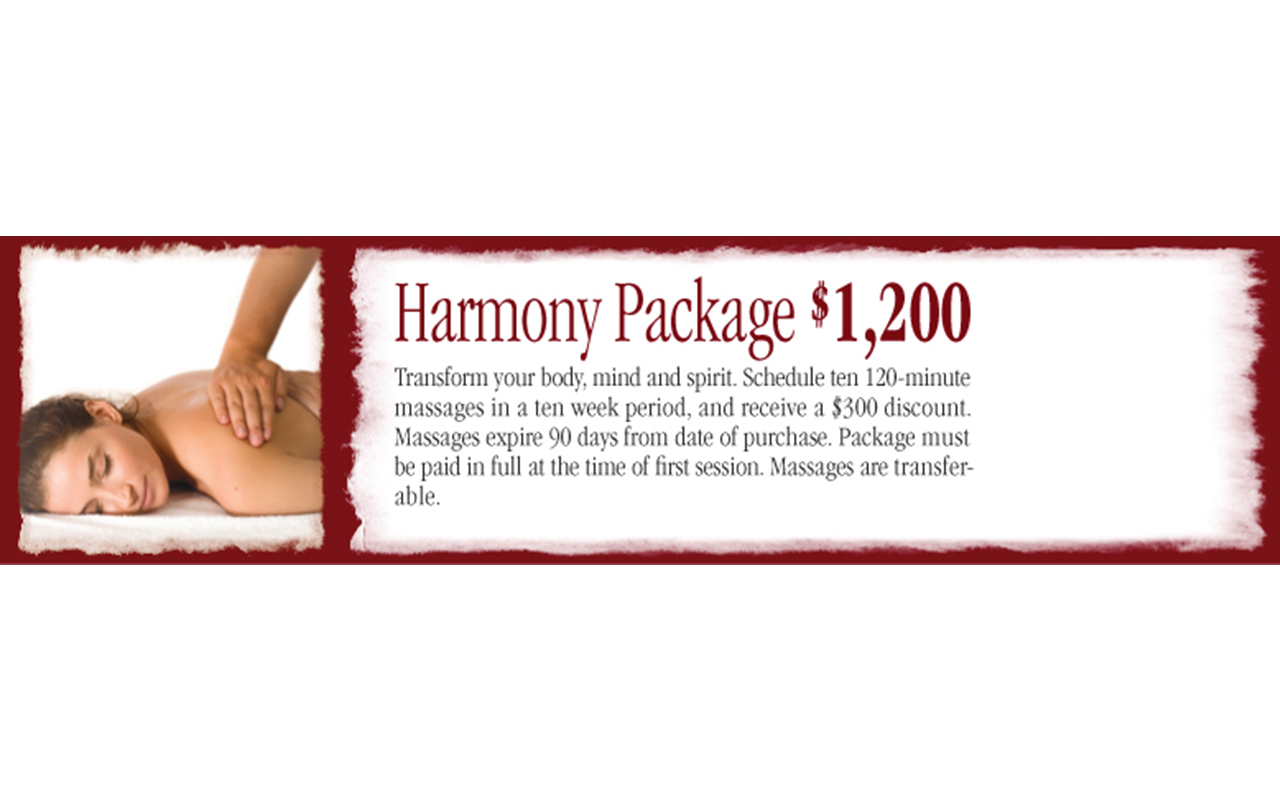 Harmony Package $1,200
Transform your body, mind and spirit. Schedule ten 120-minute
massages in a ten week period, and receive a $300 discount.
Massages expire 90 days from date of purchase. Package must
be paid in full at the time of first session. Massages are transfer-
able.